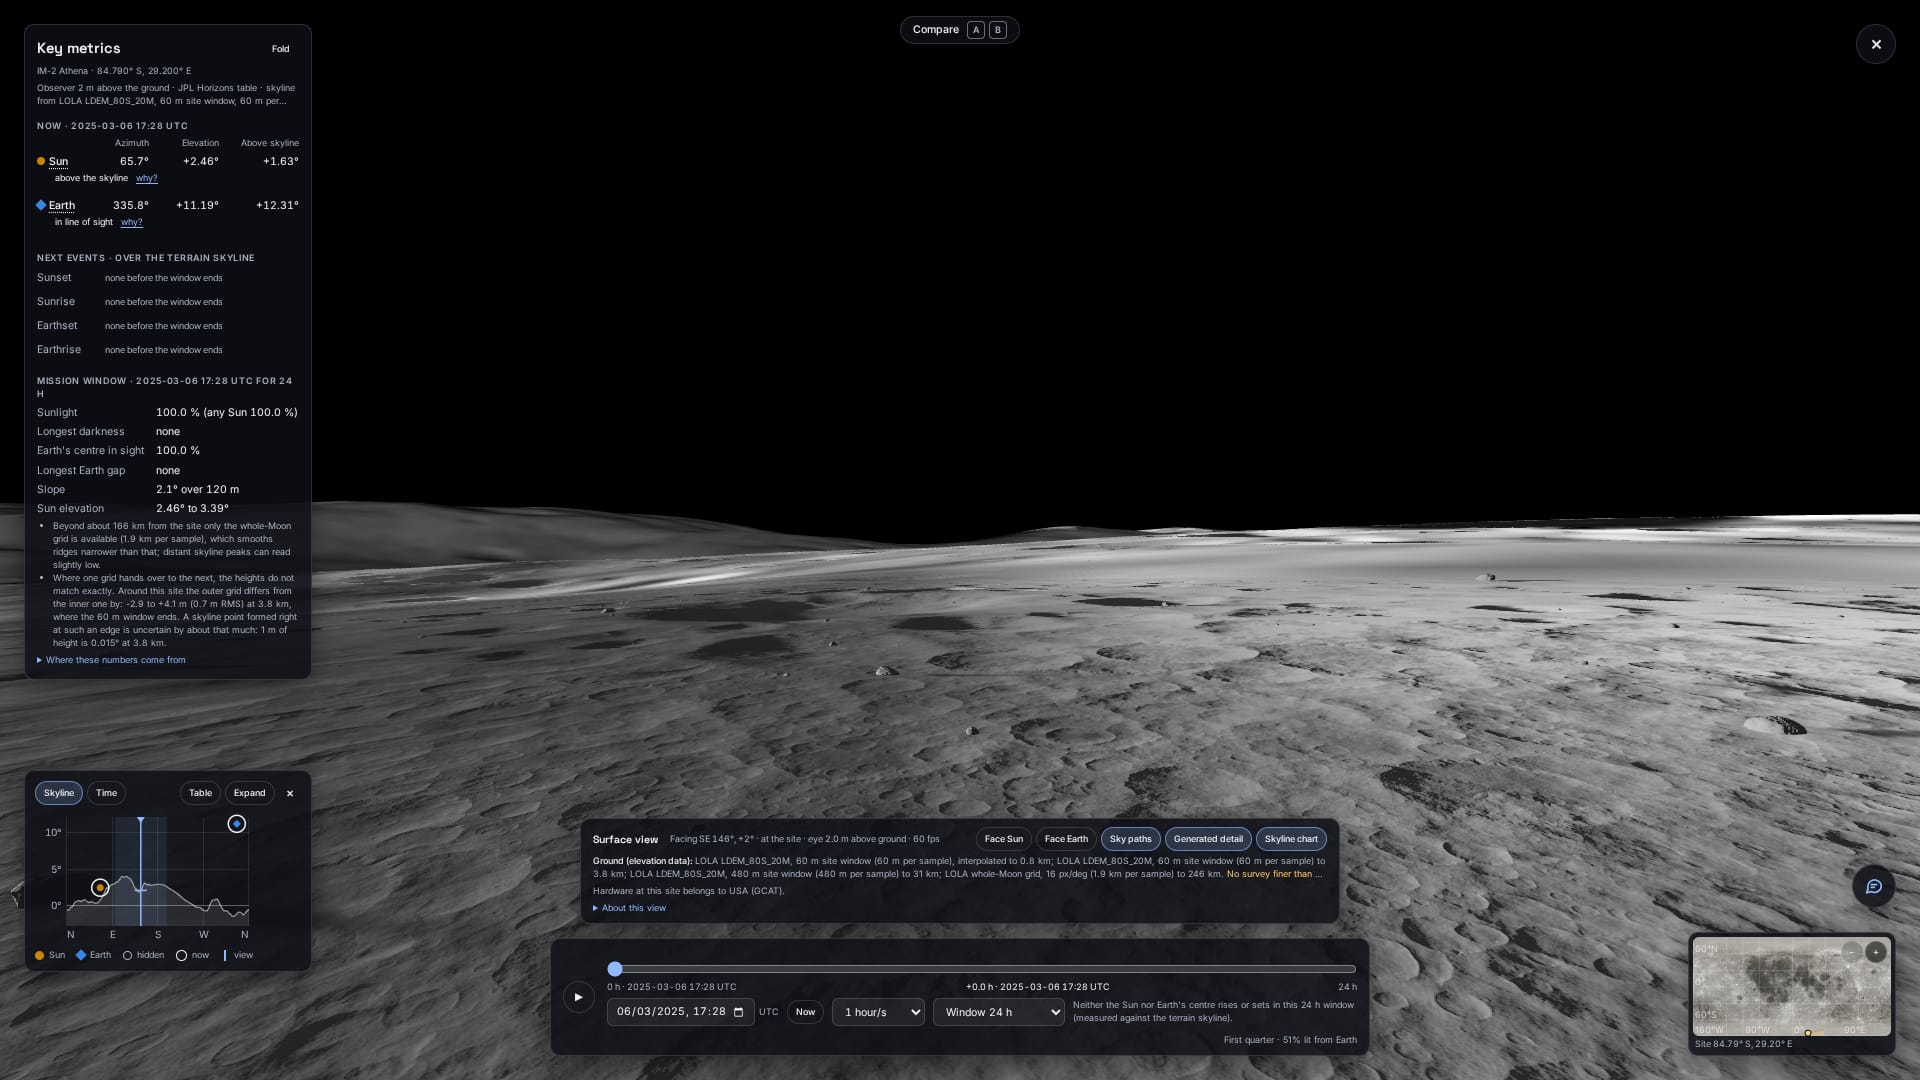 Compare A B
×
Key metrics Fold
IM-2 Athena · 84.790° S, 29.200° E
Observer 2 m above the ground · JPL Horizons table · skyline
from LOLA LDEM_80S_20M, 60 m site window, 60 m per...
NOW · 2025-03-06 17:28 UTC
Azimuth Elevation Above skyline
Sun 65.7° +2.46° +1.63°
above the skyline why?
Earth 335.8° +11.19° +12.31°
in line of sight why?
NEXT EVENTS · OVER THE TERRAIN SKYLINE
Sunset none before the window ends
Sunrise none before the window ends
Earthset none before the window ends
Earthrise none before the window ends
MISSION WINDOW · 2025-03-06 17:28 UTC FOR 24
H
Sunlight 100.0 % (any Sun 100.0 %)
Longest darkness none
Earth's centre in sight 100.0 %
Longest Earth gap none
Slope 2.1° over 120 m
Sun elevation 2.46° to 3.39°
• Beyond about 166 km from the site only the whole-Moon
grid is available (1.9 km per sample), which smooths
ridges narrower than that; distant skyline peaks can read
slightly low.
• Where one grid hands over to the next, the heights do not
match exactly. Around this site the outer grid differs from
the inner one by: -2.9 to +4.1 m (0.7 m RMS) at 3.8 km,
where the 60 m window ends. A skyline point formed right
at such an edge is uncertain by about that much: 1 m of
height is 0.015° at 3.8 km.
▶ Where these numbers come from
Skyline Time Table Expand ×
10°
5°
0°
N E S W N
Sun Earth hidden now view
Surface view Facing SE 146°, +2° · at the site · eye 2.0 m above ground · 60 fps Face Sun Face Earth Sky paths Generated detail Skyline chart
Ground (elevation data): LOLA LDEM_80S_20M, 60 m site window (60 m per sample), interpolated to 0.8 km; LOLA LDEM_80S_20M, 60 m site window (60 m per sample) to
3.8 km; LOLA LDEM_80S_20M, 480 m site window (480 m per sample) to 31 km; LOLA whole-Moon grid, 16 px/deg (1.9 km per sample) to 246 km. No survey finer than ...
Hardware at this site belongs to USA (GCAT).
▶ About this view
0 h · 2025-03-06 17:28 UTC +0.0 h · 2025-03-06 17:28 UTC 24 h
06/03/2025, 17:28 UTC Now 1 hour/s Window 24 h
Neither the Sun nor Earth's centre rises or sets in this 24 h window
(measured against the terrain skyline).
First quarter · 51% lit from Earth
60°N − +
0°
60°S
180°W 90°W 0° 90°E
Site 84.79° S, 29.20° E